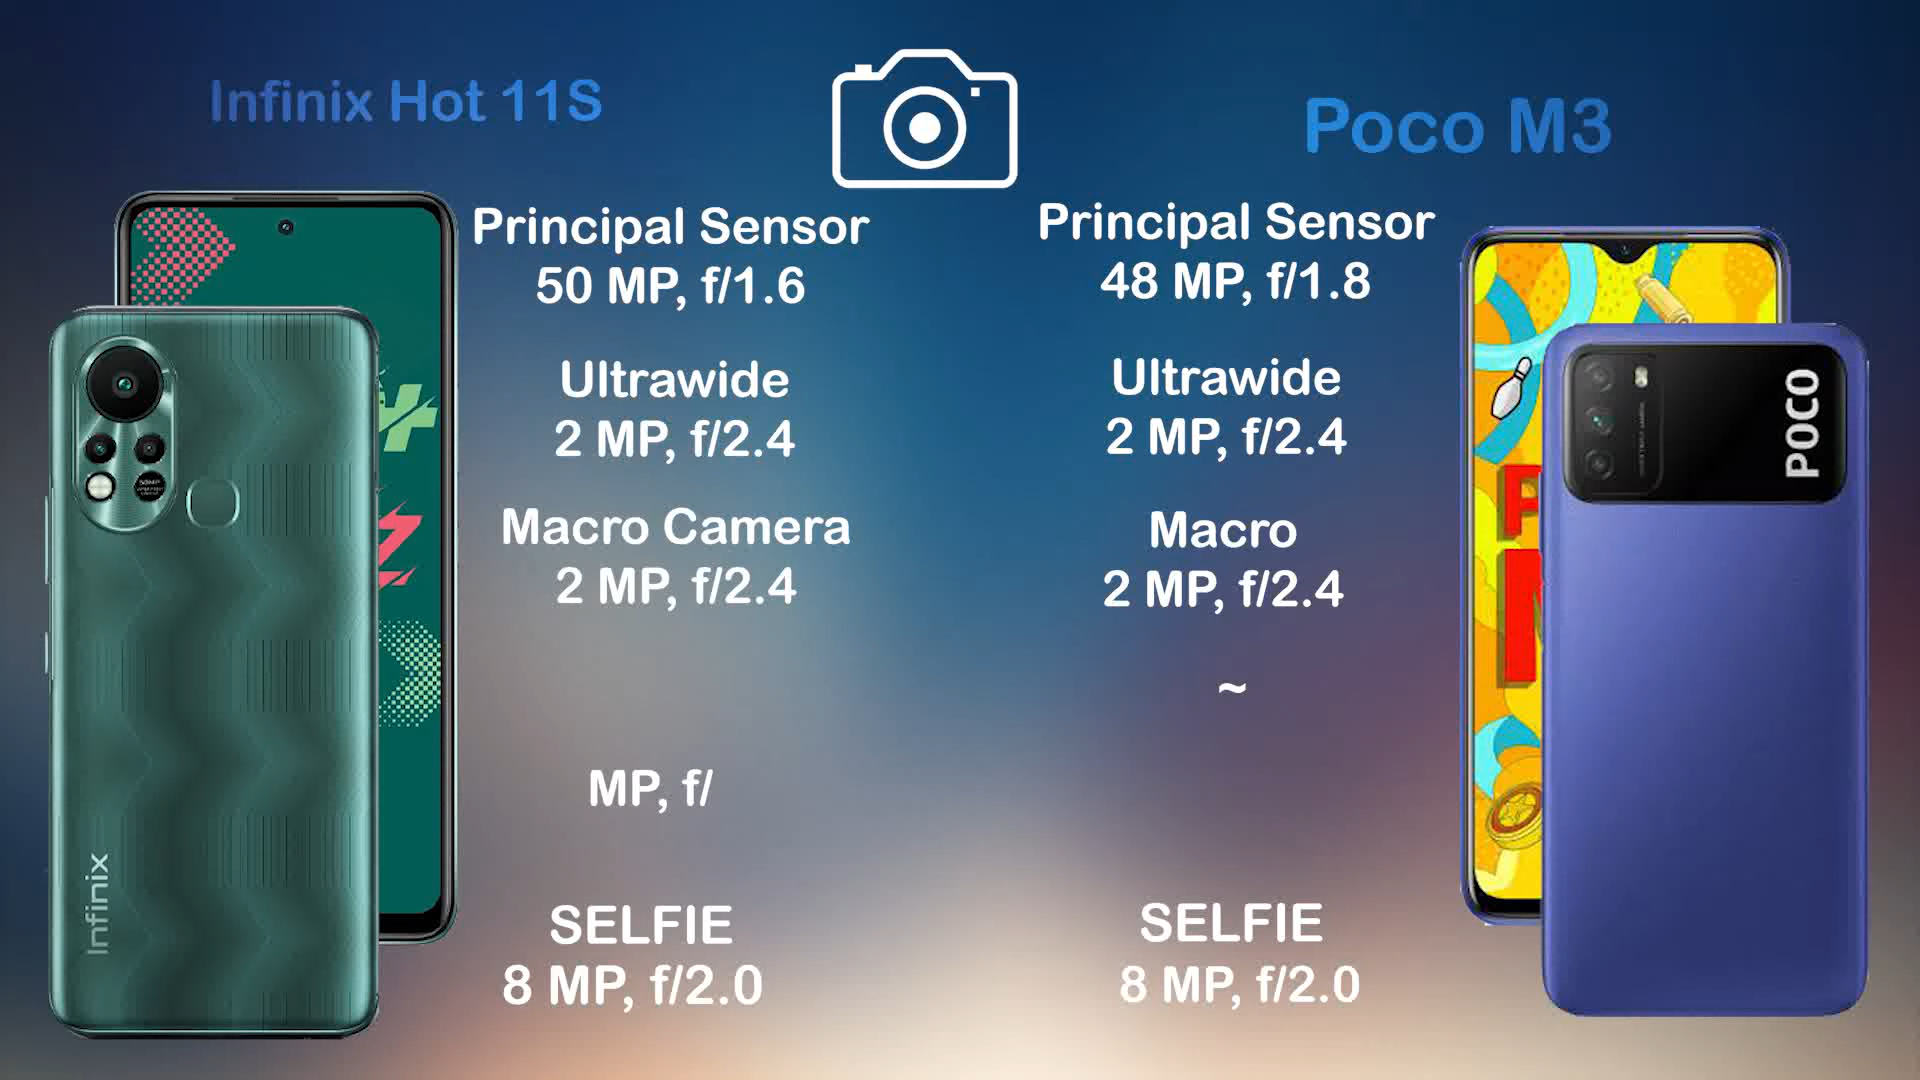 Infinix Hot 11S
Principal Sensor
50 MP, f/1.6
Ultrawide
2 MP, f/2.4
Macro Camera
2 MP, f/2.4
MP, f/
SELFIE
8 MP, f/2.0
Infinix
Poco M3
Principal Sensor
48 MP, f/1.8
Ultrawide
2 MP, f/2.4
Macro
2 MP, f/2.4
~
SELFIE
8 MP, f/2.0
POCO